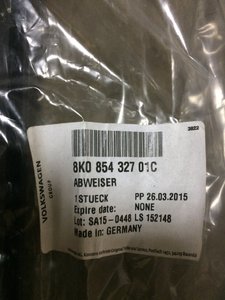 3822
VOLKSWAGEN
GROUP
8K0 854 327 01C
ABWEISER
1STUECK PP 26.03.2015
Expire date: NONE
Lot: SA15-0448 LS 152148
Made in: GERMANY